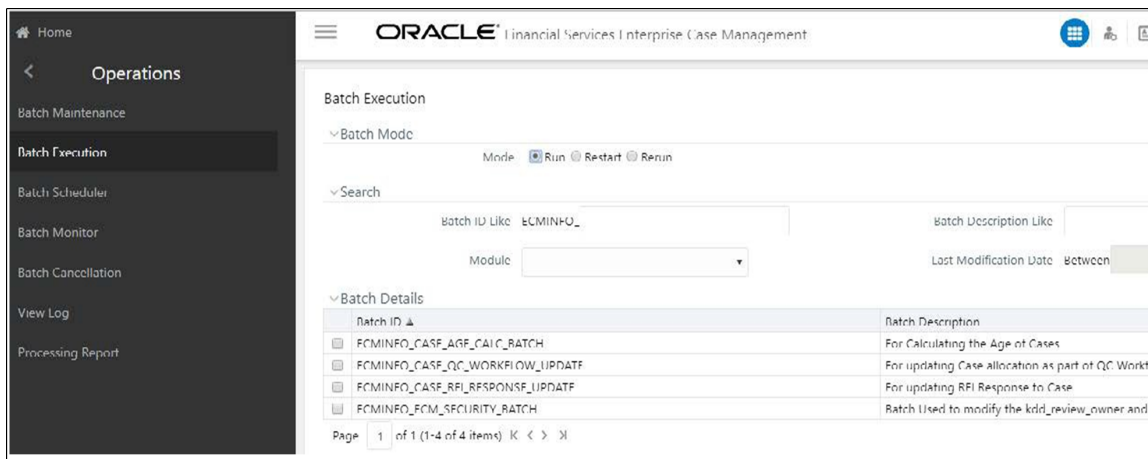 Home
ORACLE Financial Services Enterprise Case Management
Operations
Batch Maintenance
Batch Execution
Batch Scheduler
Batch Monitor
Batch Cancellation
View Log
Processing Report
Batch Execution
Batch Mode
Mode Run Restart Rerun
Search
Batch ID Like ECMINFO_ Batch Description Like
Module Last Modification Date Between
Batch Details
Batch ID Batch Description
ECMINFO_CASE_AGE_CALC_BATCH For Calculating the Age of Cases
ECMINFO_CASE_QC_WORKFLOW_UPDATE For updating Case allocation as part of QC Workf
ECMINFO_CASE_RFI_RESPONSE_UPDATE For updating RFI Response to Case
ECMINFO_ECM_SECURITY_BATCH Batch Used to modify the kdd_review_owner and
Page 1 of 1 (1-4 of 4 items)